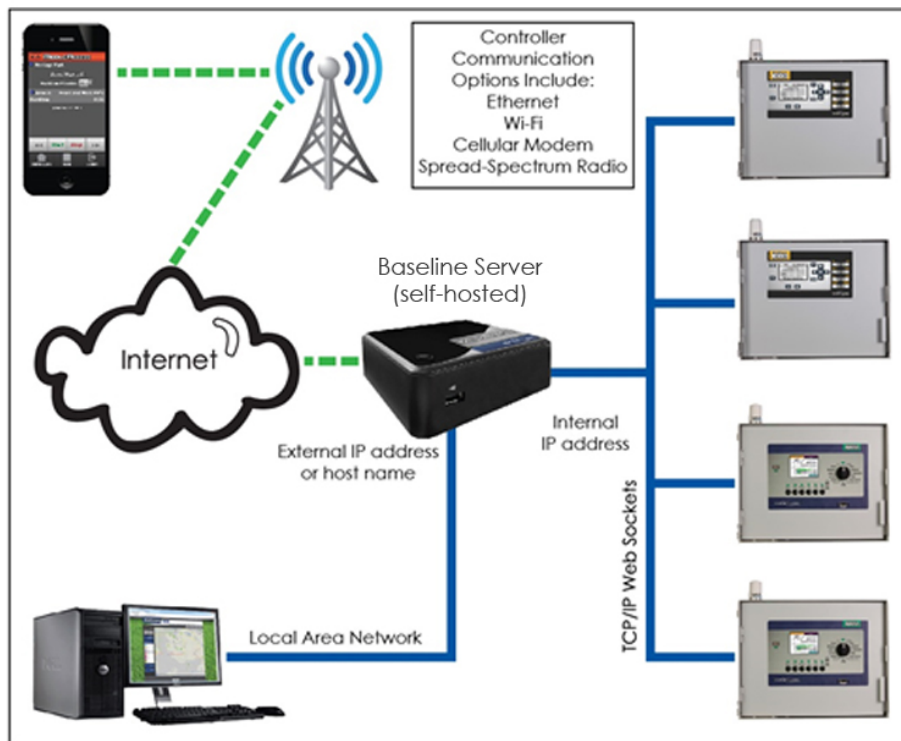 Controller
Communication
Options Include:
Ethernet
Wi-Fi
Cellular Modem
Spread-Spectrum Radio
Baseline Server
(self-hosted)
Internet
External IP address
or host name
Internal
IP address
TCP/IP Web Sockets
Local Area Network